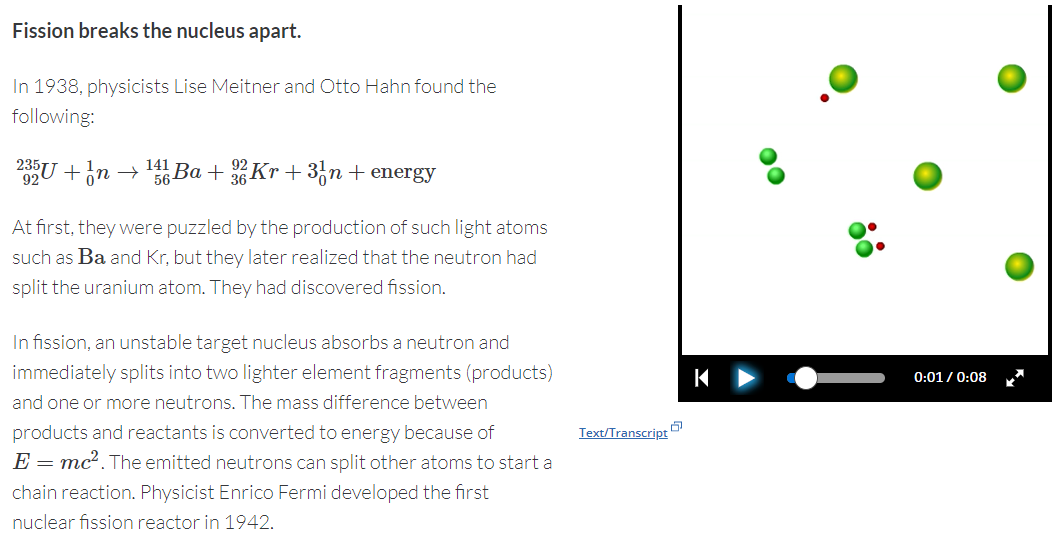 Fission breaks the nucleus apart.
In 1938, physicists Lise Meitner and Otto Hahn found the
following:
$^{235}_{92}U + ^{1}_{0}n \rightarrow ^{141}_{56}Ba + ^{92}_{36}Kr + 3^{1}_{0}n + \text{energy}$
At first, they were puzzled by the production of such light atoms
such as Ba and Kr, but they later realized that the neutron had
split the uranium atom. They had discovered fission.
In fission, an unstable target nucleus absorbs a neutron and
immediately splits into two lighter element fragments (products)
and one or more neutrons. The mass difference between
products and reactants is converted to energy because of
$E = mc^2$. The emitted neutrons can split other atoms to start a
chain reaction. Physicist Enrico Fermi developed the first
nuclear fission reactor in 1942.
0:01 / 0:08
Text/Transcript